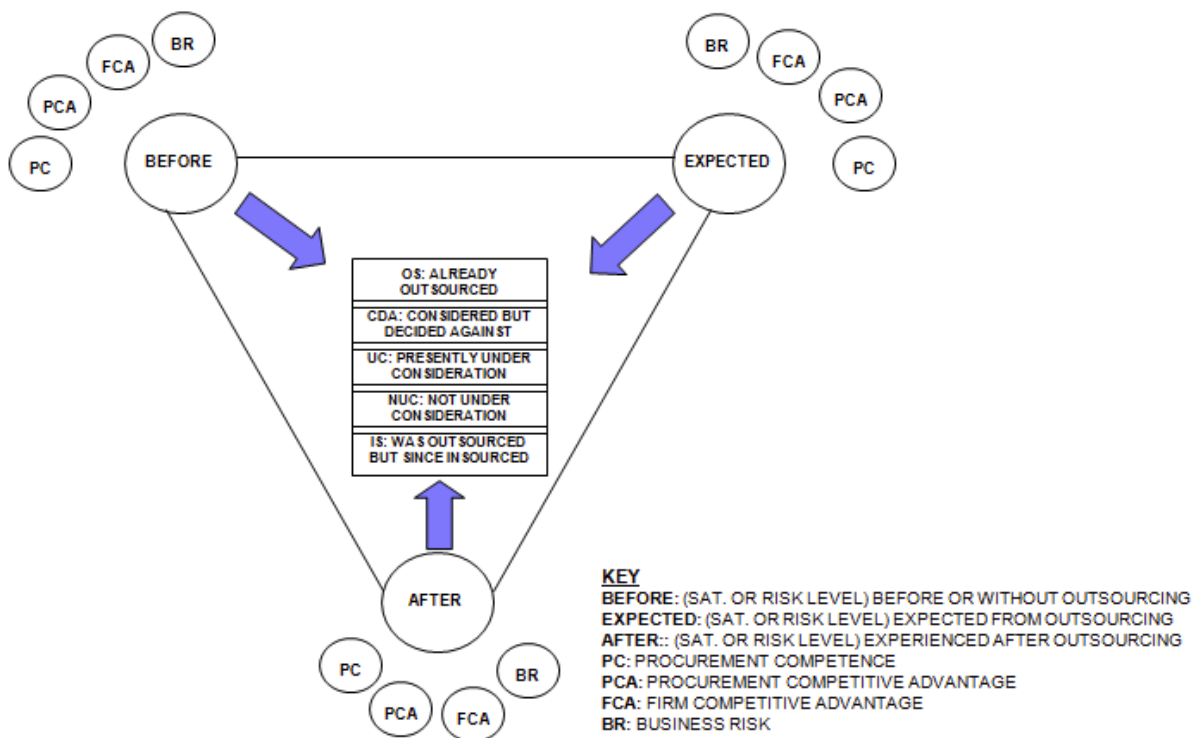 BR
FCA
PCA
PC
BEFORE
BR
FCA
PCA
PC
EXPECTED
OS: ALREADY
OUTSOURCED
CDA: CONSIDERED BUT
DECIDED AGAINST
UC: PRESENTLY UNDER
CONSIDERATION
NUC: NOT UNDER
CONSIDERATION
IS: WAS OUTSOURCED
BUT SINCE INSOURCED
AFTER
PC
PCA
FCA
BR
KEY
BEFORE: (SAT. OR RISK LEVEL) BEFORE OR WITHOUT OUTSOURCING
EXPECTED: (SAT. OR RISK LEVEL) EXPECTED FROM OUTSOURCING
AFTER:: (SAT. OR RISK LEVEL) EXPERIENCED AFTER OUTSOURCING
PC: PROCUREMENT COMPETENCE
PCA: PROCUREMENT COMPETITIVE ADVANTAGE
FCA: FIRM COMPETITIVE ADVANTAGE
BR: BUSINESS RISK